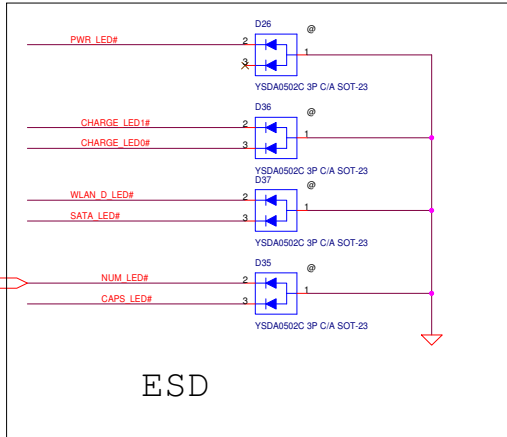 D26
@
PWR_LED#
2
1
3
YSDA0502C 3P C/A SOT-23
D36
@
CHARGE_LED1#
2
1
CHARGE_LED0#
3
YSDA0502C 3P C/A SOT-23
D37
@
WLAN_D_LED#
2
1
SATA_LED#
3
YSDA0502C 3P C/A SOT-23
D35
@
NUM_LED#
2
1
CAPS_LED#
3
YSDA0502C 3P C/A SOT-23
ESD